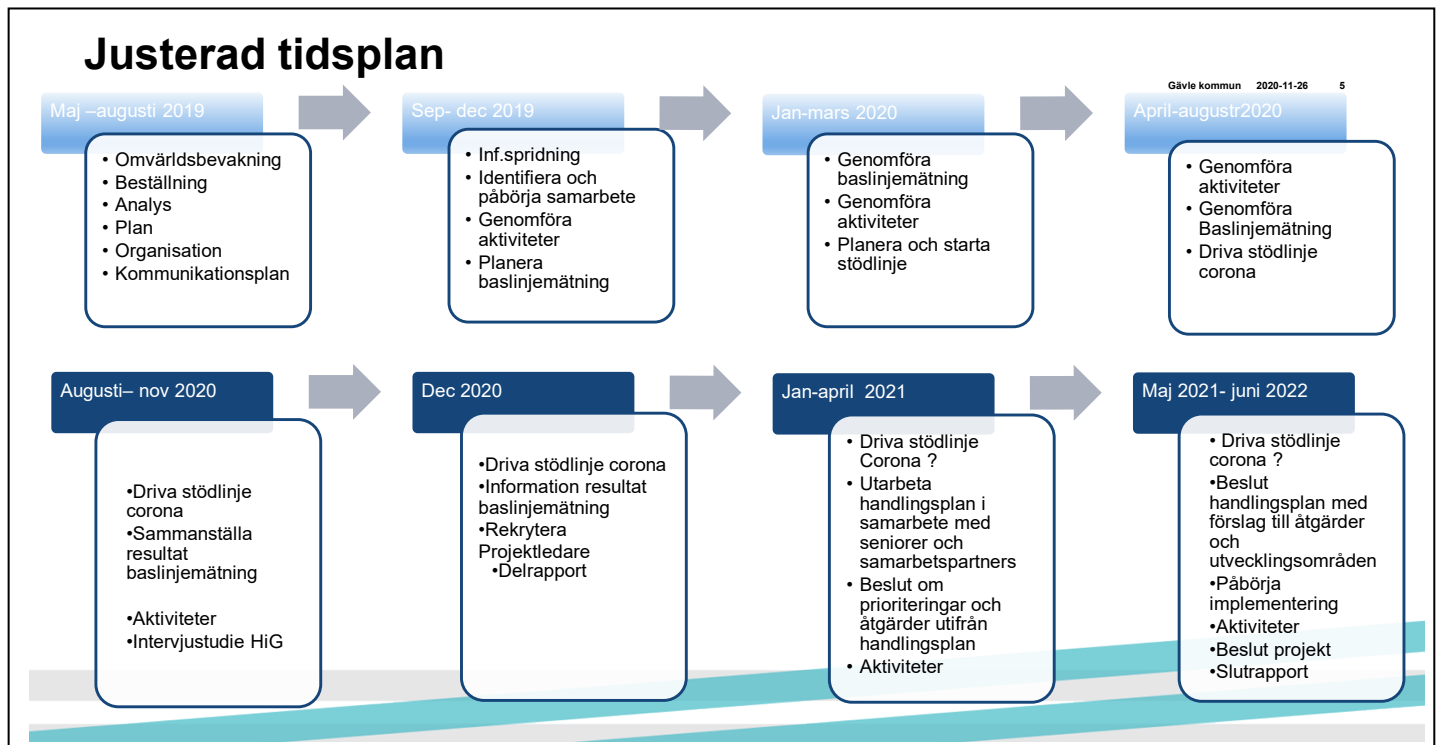 Justerad tidsplan
Gävle kommun 2020-11-26 5
Maj –augusti 2019
• Omvärldsbevakning
• Beställning
• Analys
• Plan
• Organisation
• Kommunikationsplan
Sep- dec 2019
• Inf.spridning
• Identifiera och
påbörja samarbete
• Genomföra
aktiviteter
• Planera
baslinjemätning
Jan-mars 2020
• Genomföra
baslinjemätning
• Genomföra
aktiviteter
• Planera och starta
stödlinje
April-augustr2020
• Genomföra
aktiviteter
• Genomföra
Baslinjemätning
• Driva stödlinje
corona
Augusti– nov 2020
•Driva stödlinje
corona
•Sammanställa
resultat
baslinjemätning
•Aktiviteter
•Intervjustudie HiG
Dec 2020
•Driva stödlinje corona
•Information resultat
baslinjemätning
•Rekrytera
Projektledare
•Delrapport
Jan-april 2021
• Driva stödlinje
Corona ?
• Utarbeta
handlingsplan i
samarbete med
seniorer och
samarbetspartners
• Beslut om
prioriteringar och
åtgärder utifrån
handlingsplan
• Aktiviteter
Maj 2021- juni 2022
• Driva stödlinje
corona ?
•Beslut
handlingsplan med
förslag till åtgärder
och
utvecklingsområden
•Påbörja
implementering
•Aktiviteter
•Beslut projekt
•Slutrapport